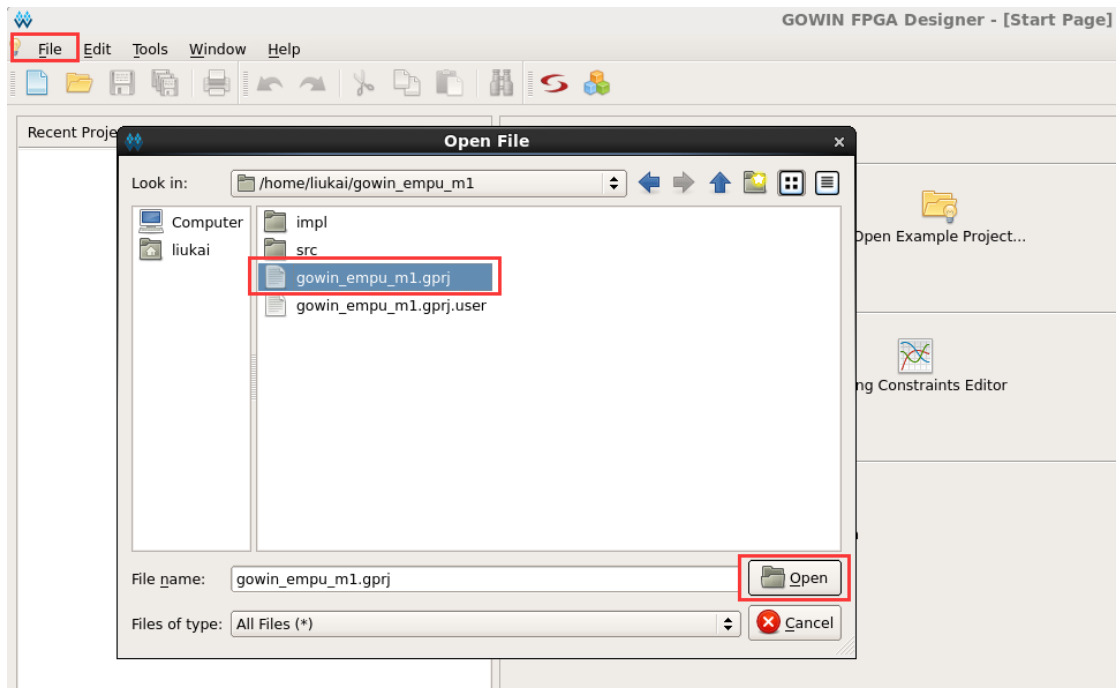 GOWIN FPGA Designer - [Start Page]
File Edit Tools Window Help
Recent Proje
Open File
Look in: /home/liukai/gowin_empu_m1
Computer
liukai
impl
src
gowin_empu_m1.gprj
gowin_empu_m1.gprj.user
Open Example Project...
ng Constraints Editor
File name: gowin_empu_m1.gprj
Open
Files of type: All Files (*)
Cancel